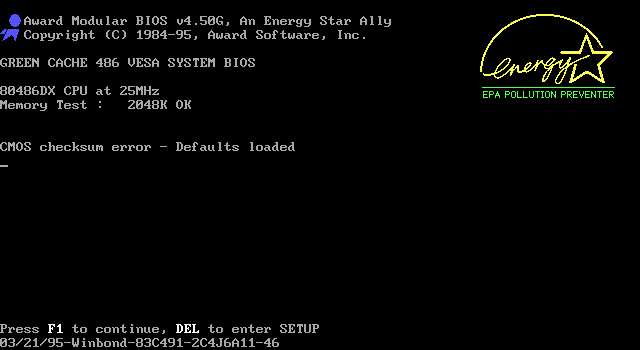 Award Modular BIOS v4.50G, An Energy Star Ally
Copyright (C) 1984-95, Award Software, Inc.
energy
EPA POLLUTION PREVENTER
GREEN CACHE 486 VESA SYSTEM BIOS
80486DX CPU at 25MHz
Memory Test :   2048K OK
CMOS checksum error - Defaults loaded
Press F1 to continue, DEL to enter SETUP
03/21/95-Winbond-83C491-2C4J6A11-46